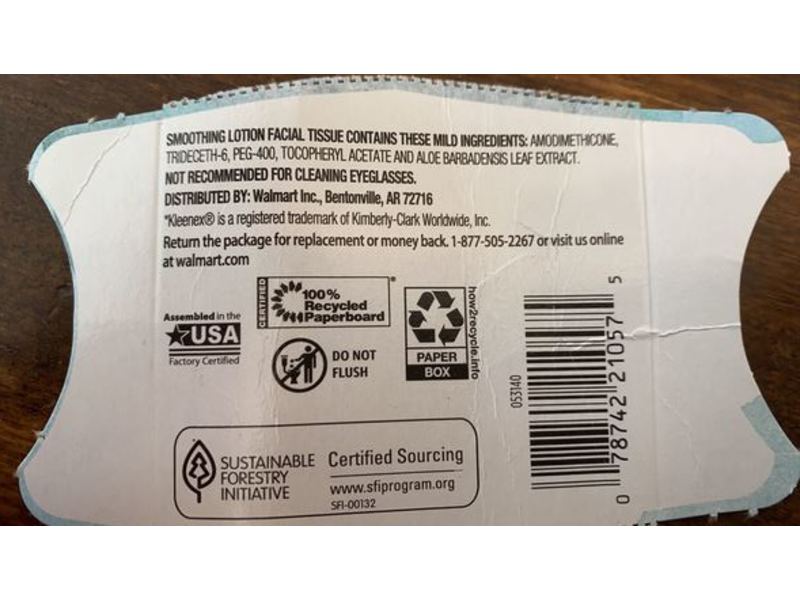 SMOOTHING LOTION FACIAL TISSUE CONTAINS THESE MILD INGREDIENTS: AMODIMETHICONE,
TRIDECETH-6, PEG-400, TOCOPHERYL ACETATE AND ALOE BARBADENSIS LEAF EXTRACT.
NOT RECOMMENDED FOR CLEANING EYEGLASSES.
DISTRIBUTED BY: Walmart Inc., Bentonville, AR 72716
*Kleenex® is a registered trademark of Kimberly-Clark Worldwide, Inc.
Return the package for replacement or money back. 1-877-505-2267 or visit us online
at walmart.com
Assembled in the
USA
Factory Certified
CERTIFIED
100%
Recycled
Paperboard
DO NOT
FLUSH
PAPER
BOX
how2recycle.info
053140
0 78742 21057 5
SUSTAINABLE
FORESTRY
INITIATIVE
Certified Sourcing
www.sfiprogram.org
SFI-00132